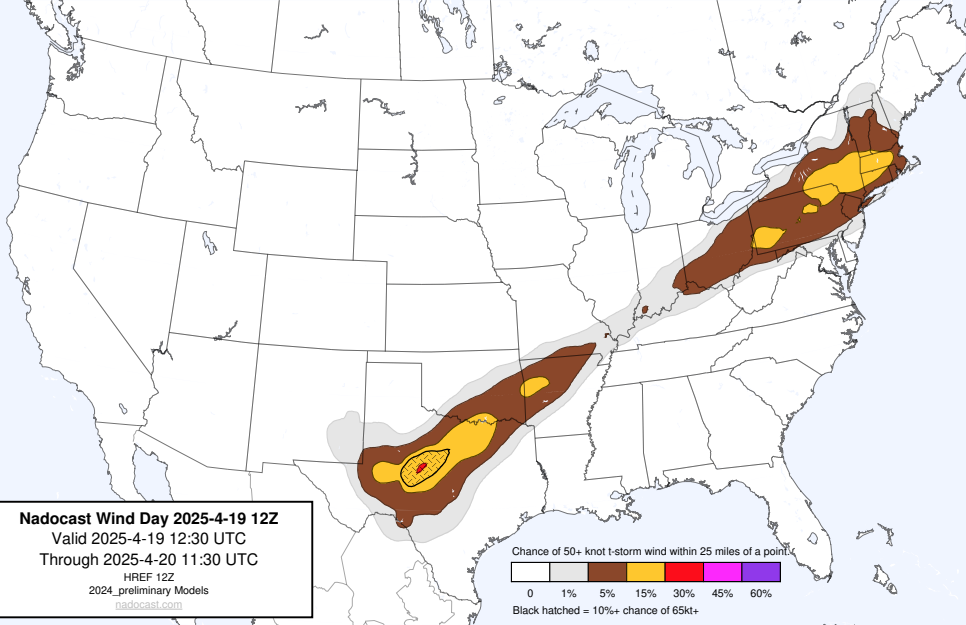 Nadocast Wind Day 2025-4-19 12Z
Valid 2025-4-19 12:30 UTC
Through 2025-4-20 11:30 UTC
HREF 12Z
2024_preliminary Models
nadocast.com
Chance of 50+ knot t-storm wind within 25 miles of a point.
0 1% 5% 15% 30% 45% 60%
Black hatched = 10%+ chance of 65kt+